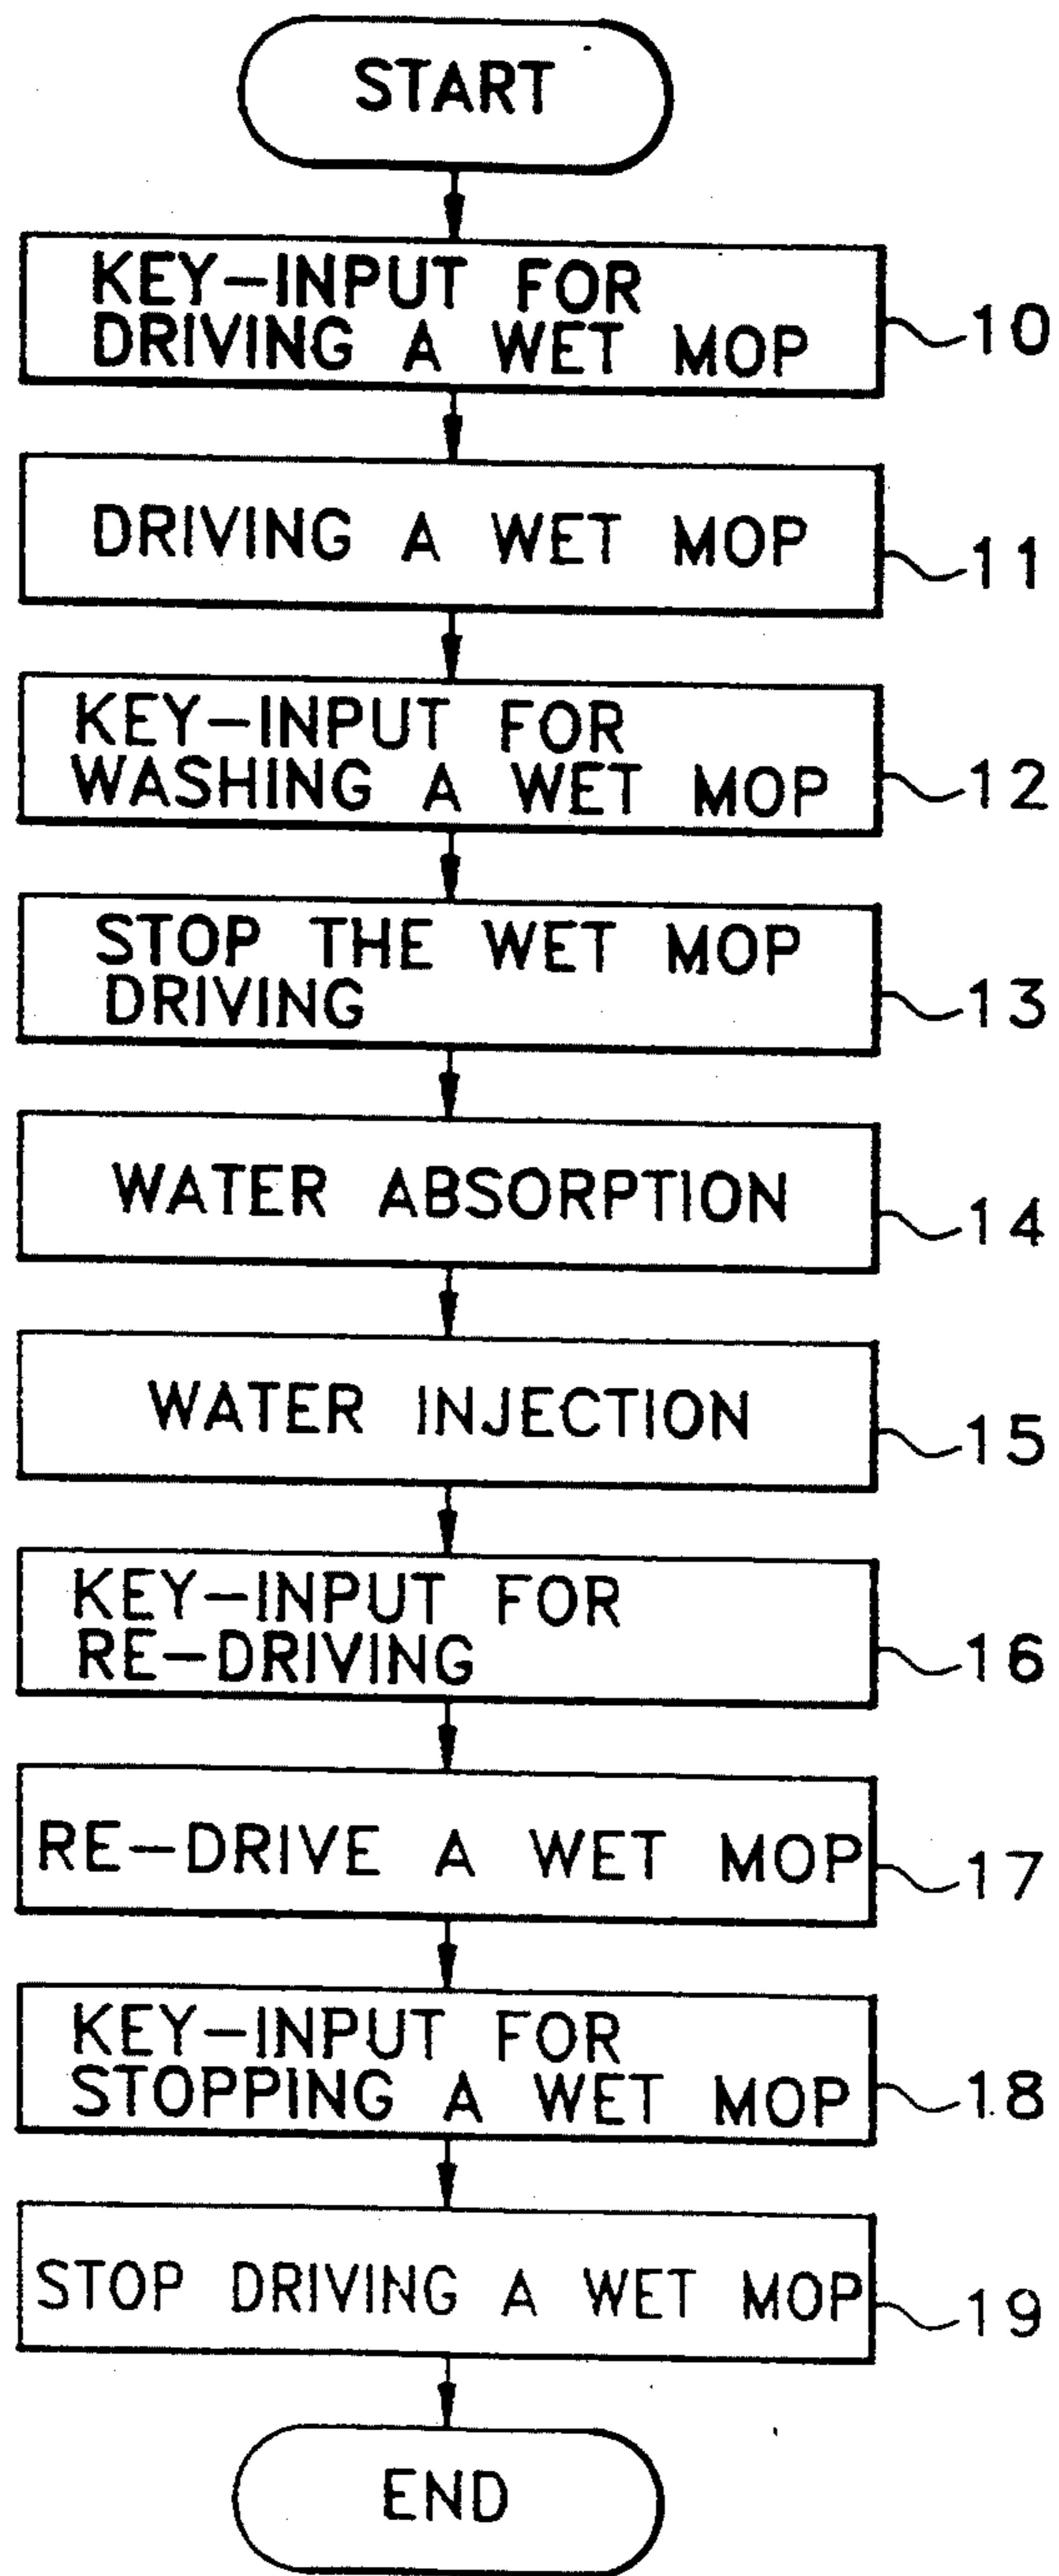 START
KEY-INPUT FOR
DRIVING A WET MOP
10
DRIVING A WET MOP
11
KEY-INPUT FOR
WASHING A WET MOP
12
STOP THE WET MOP
DRIVING
13
WATER ABSORPTION
14
WATER INJECTION
15
KEY-INPUT FOR
RE-DRIVING
16
RE-DRIVE A WET MOP
17
KEY-INPUT FOR
STOPPING A WET MOP
18
STOP DRIVING A WET MOP
19
END